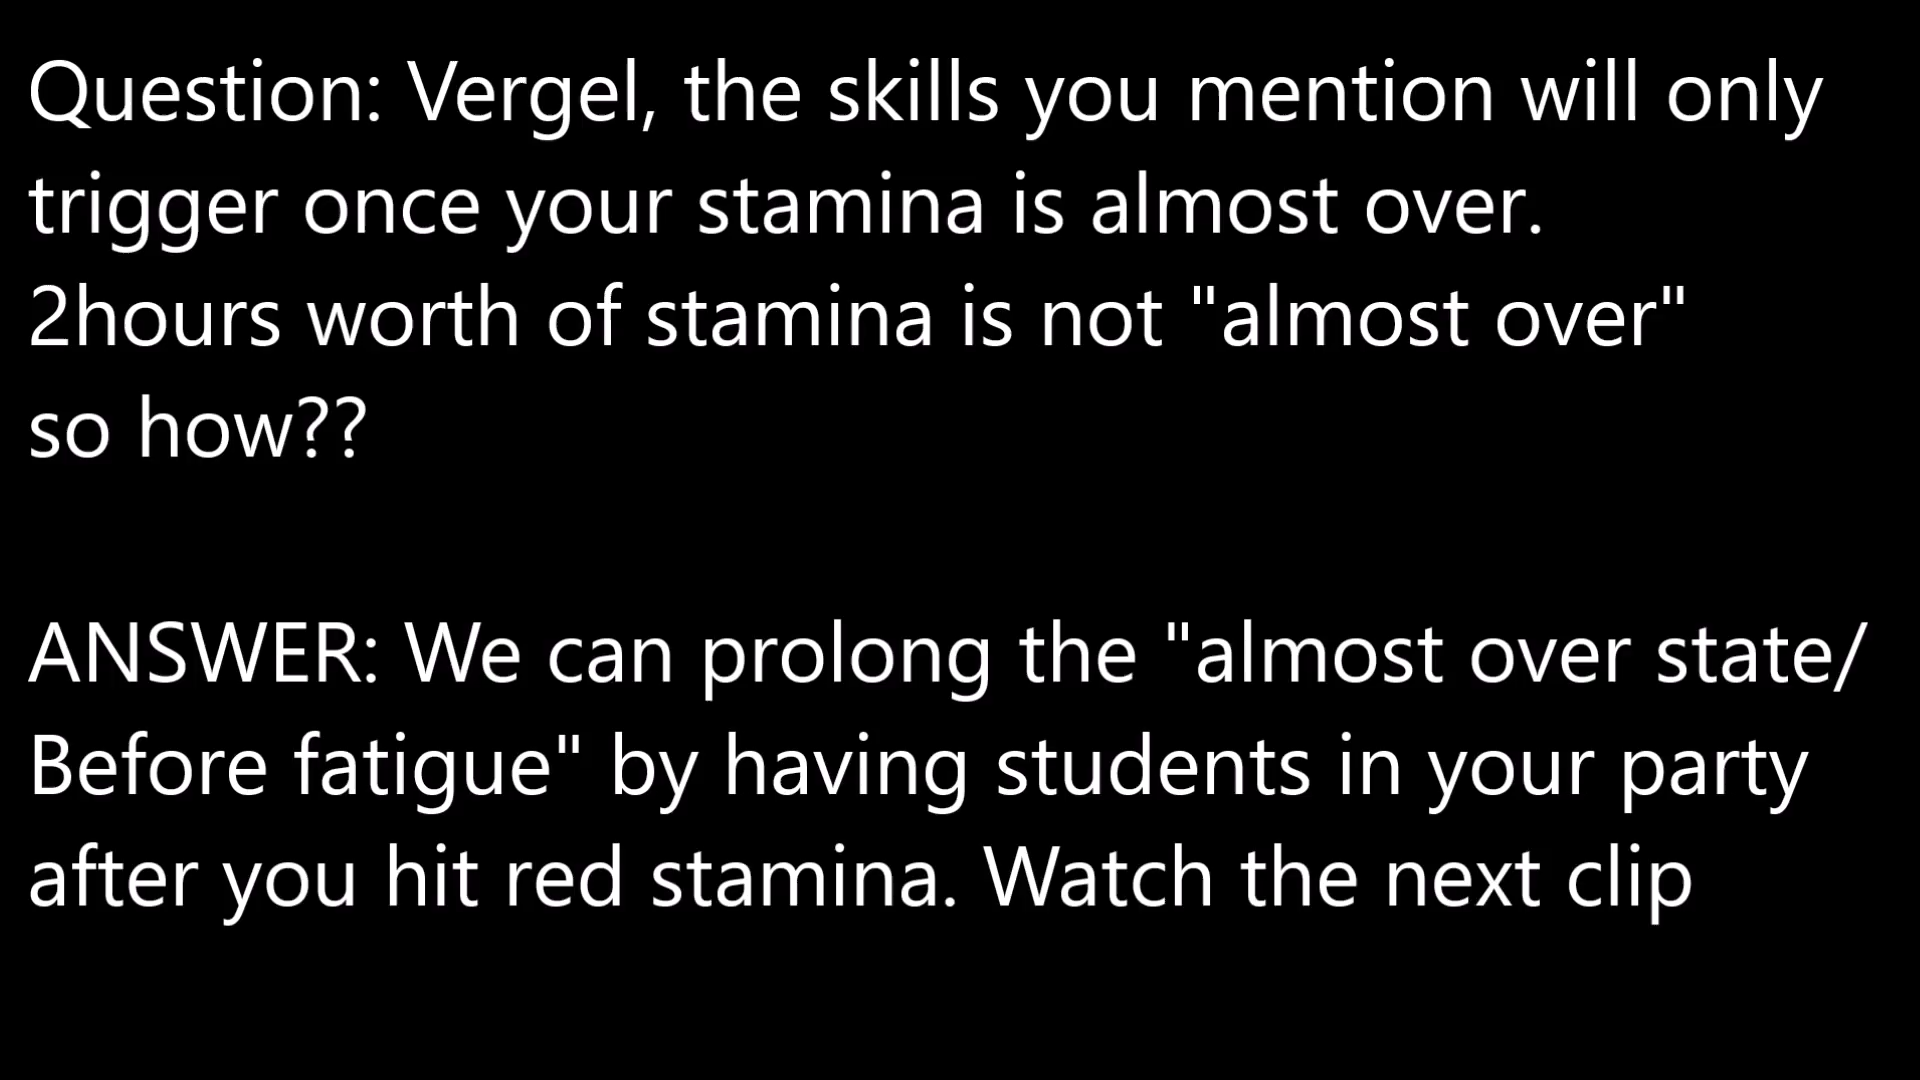 Question: Vergel, the skills you mention will only
trigger once your stamina is almost over.
2hours worth of stamina is not "almost over"
so how??
ANSWER: We can prolong the "almost over state/
Before fatigue" by having students in your party
after you hit red stamina. Watch the next clip